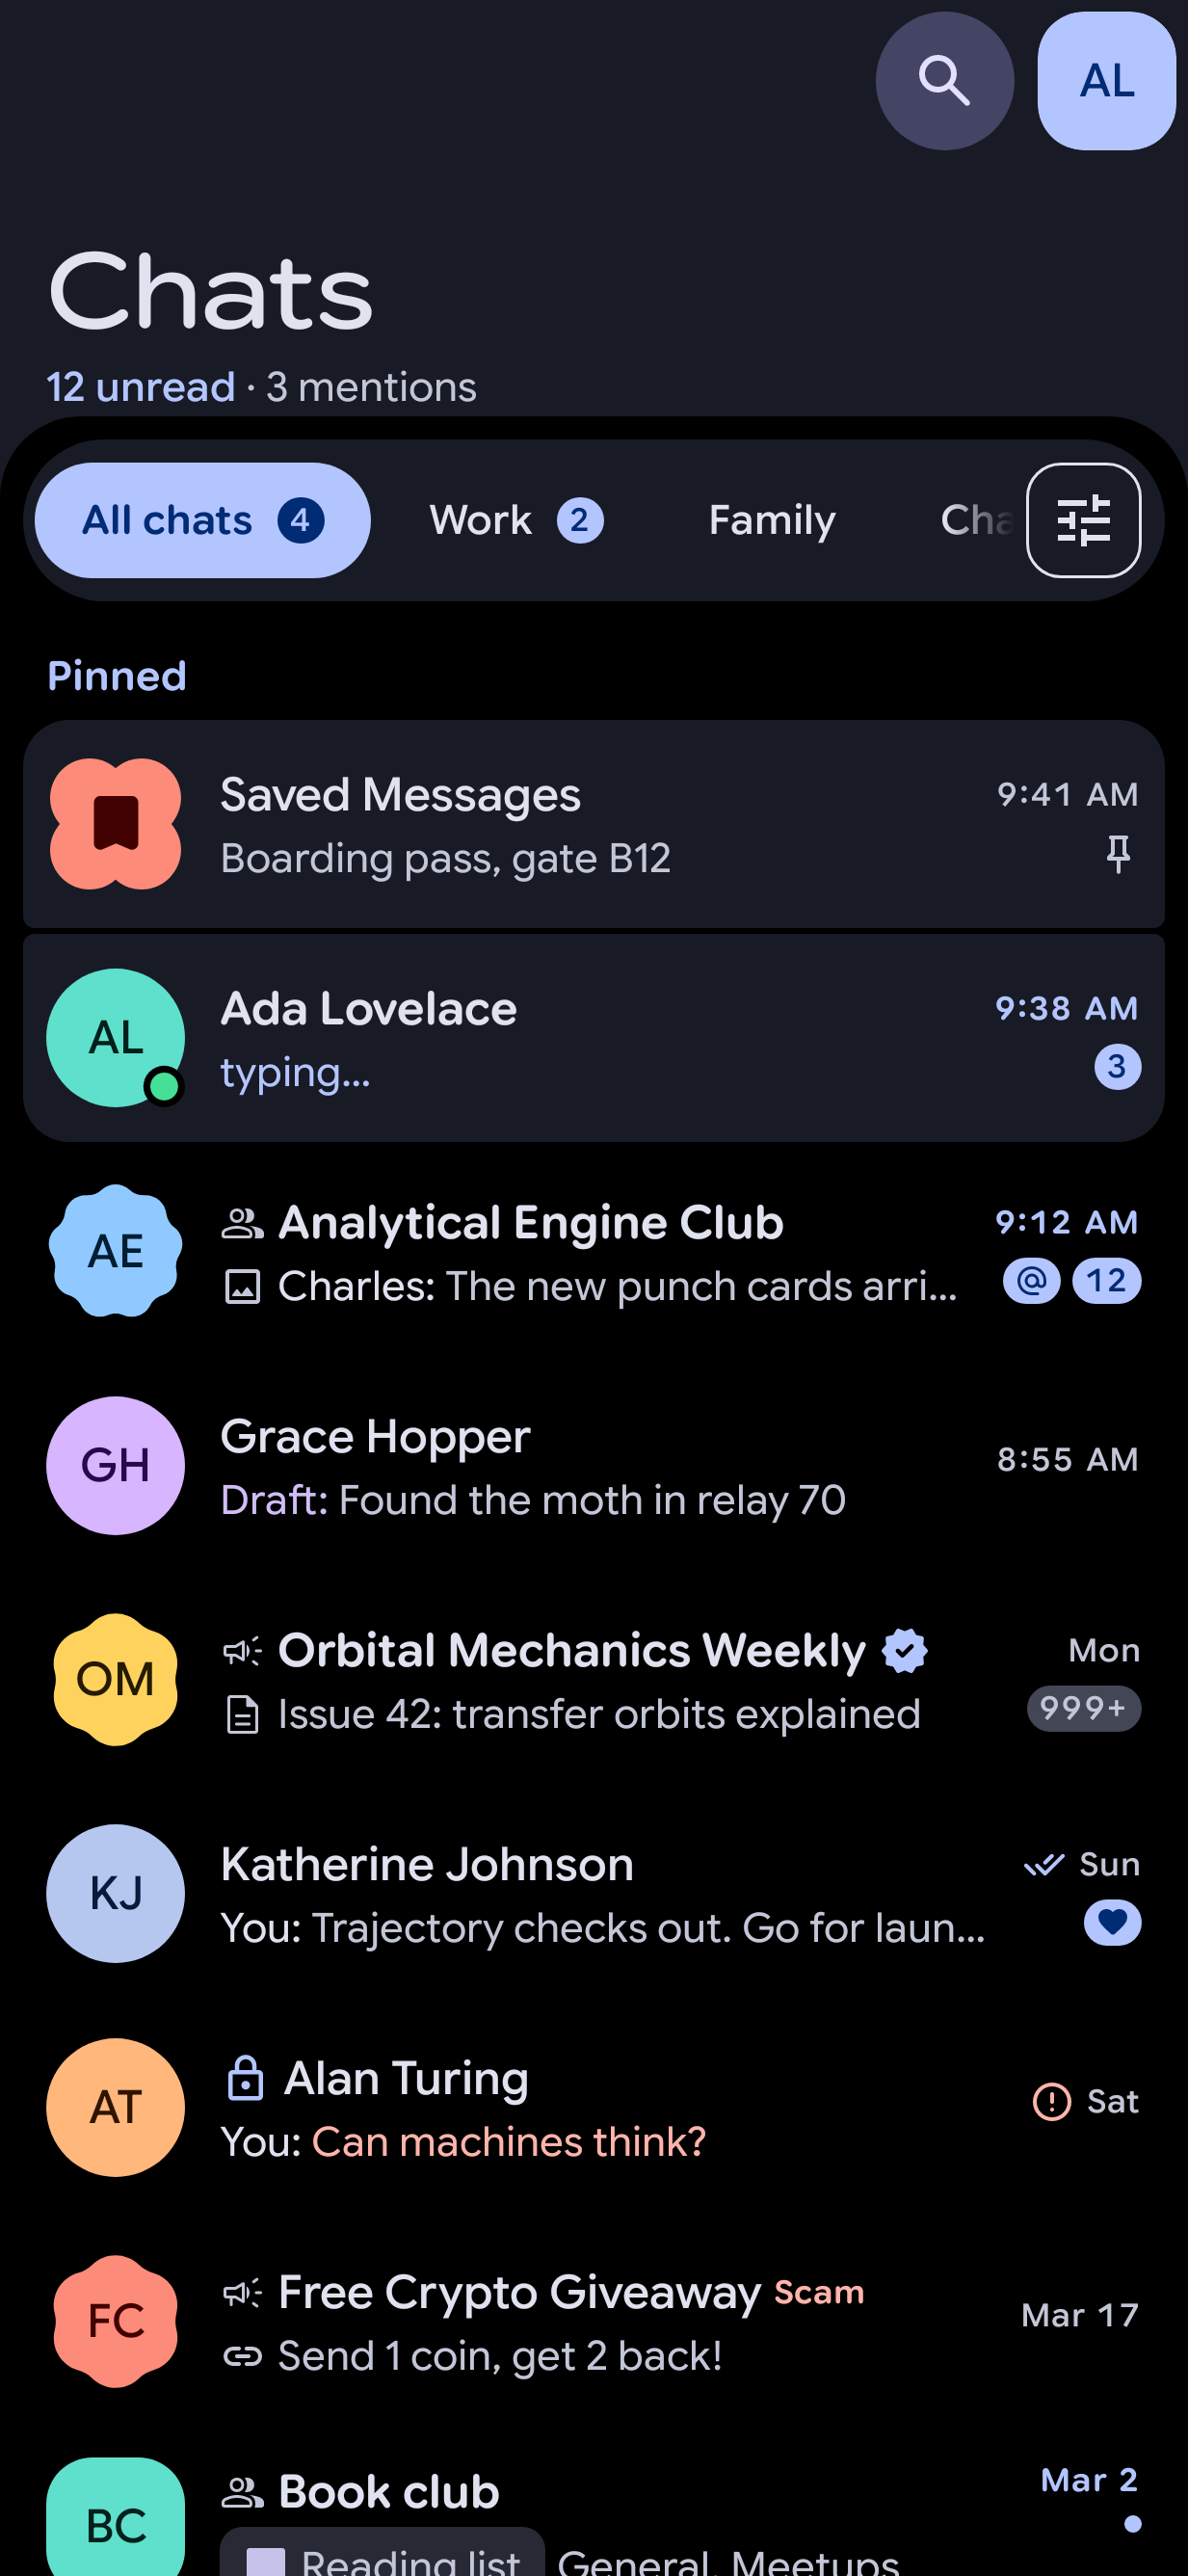 AL
Chats
12 unread · 3 mentions
All chats 4 Work 2 Family Cha
Pinned
Saved Messages 9:41 AM
Boarding pass, gate B12
AL Ada Lovelace 9:38 AM
typing... 3
AE Analytical Engine Club 9:12 AM
Charles: The new punch cards arri... @ 12
GH Grace Hopper 8:55 AM
Draft: Found the moth in relay 70
OM Orbital Mechanics Weekly Mon
Issue 42: transfer orbits explained 999+
KJ Katherine Johnson Sun
You: Trajectory checks out. Go for laun...
AT Alan Turing Sat
You: Can machines think?
FC Free Crypto Giveaway Scam Mar 17
Send 1 coin, get 2 back!
BC Book club Mar 2
Reading list General, Meetups